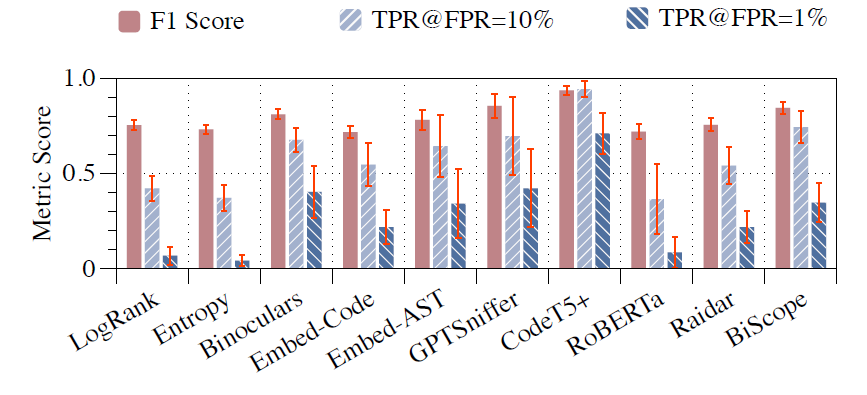 F1 Score TPR@FPR=10% TPR@FPR=1%
1.0
0.5
0
Metric Score
LogRank
Entropy
Binoculars
Embed-Code
Embed-AST
GPTSniffer
CodeT5+
RoBERTa
Raidar
BiScope